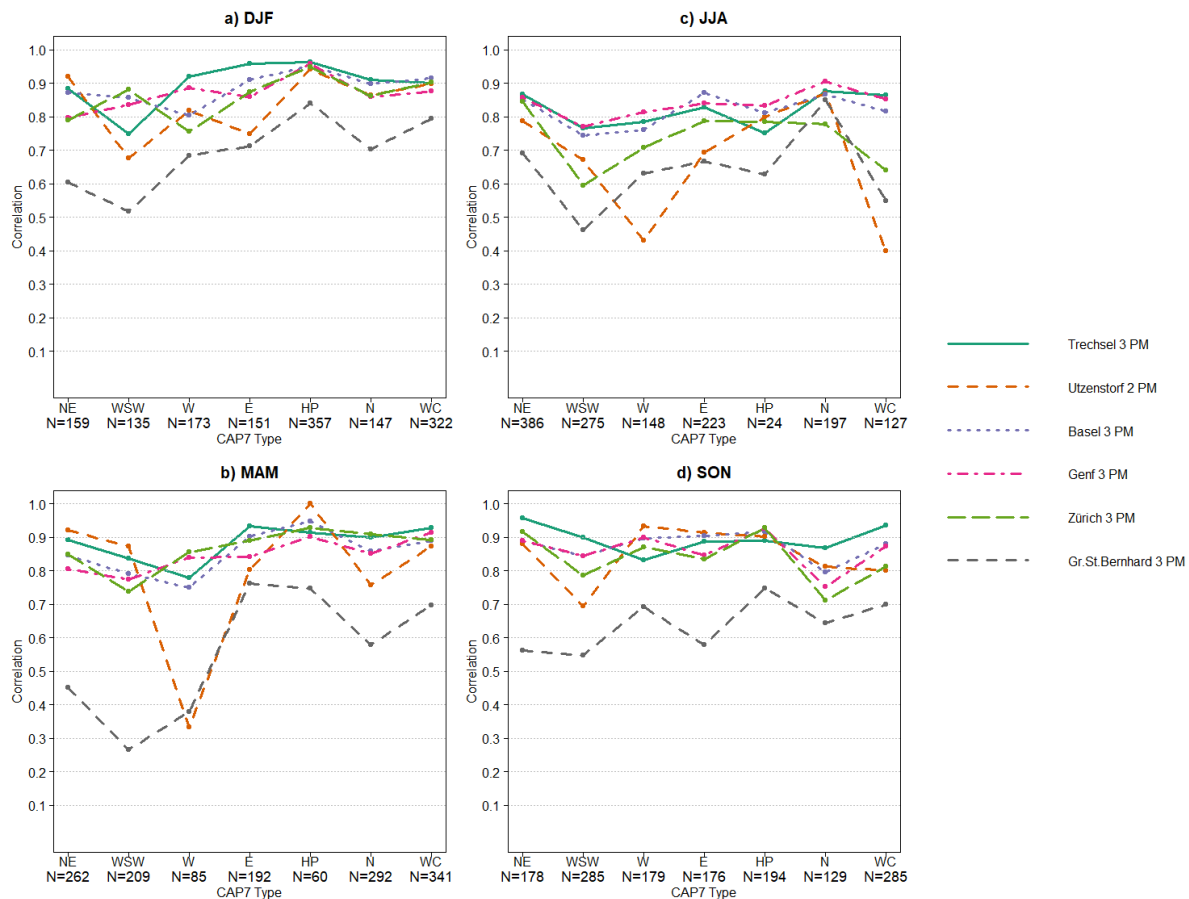 a) DJF
1.0
0.9
0.8
0.7
0.6
0.5
0.4
0.3
0.2
0.1
Correlation
NE WSW W E HP N WC
N=159 N=135 N=173 N=151 N=357 N=147 N=322
CAP7 Type
c) JJA
1.0
0.9
0.8
0.7
0.6
0.5
0.4
0.3
0.2
0.1
Correlation
NE WSW W E HP N WC
N=386 N=275 N=148 N=223 N=24 N=197 N=127
CAP7 Type
b) MAM
1.0
0.9
0.8
0.7
0.6
0.5
0.4
0.3
0.2
0.1
Correlation
NE WSW W E HP N WC
N=262 N=209 N=85 N=192 N=60 N=292 N=341
CAP7 Type
d) SON
1.0
0.9
0.8
0.7
0.6
0.5
0.4
0.3
0.2
0.1
Correlation
NE WSW W E HP N WC
N=178 N=285 N=179 N=176 N=194 N=129 N=285
CAP7 Type
Trechsel 3 PM
Utzenstorf 2 PM
Basel 3 PM
Genf 3 PM
Zürich 3 PM
Gr.St.Bernhard 3 PM